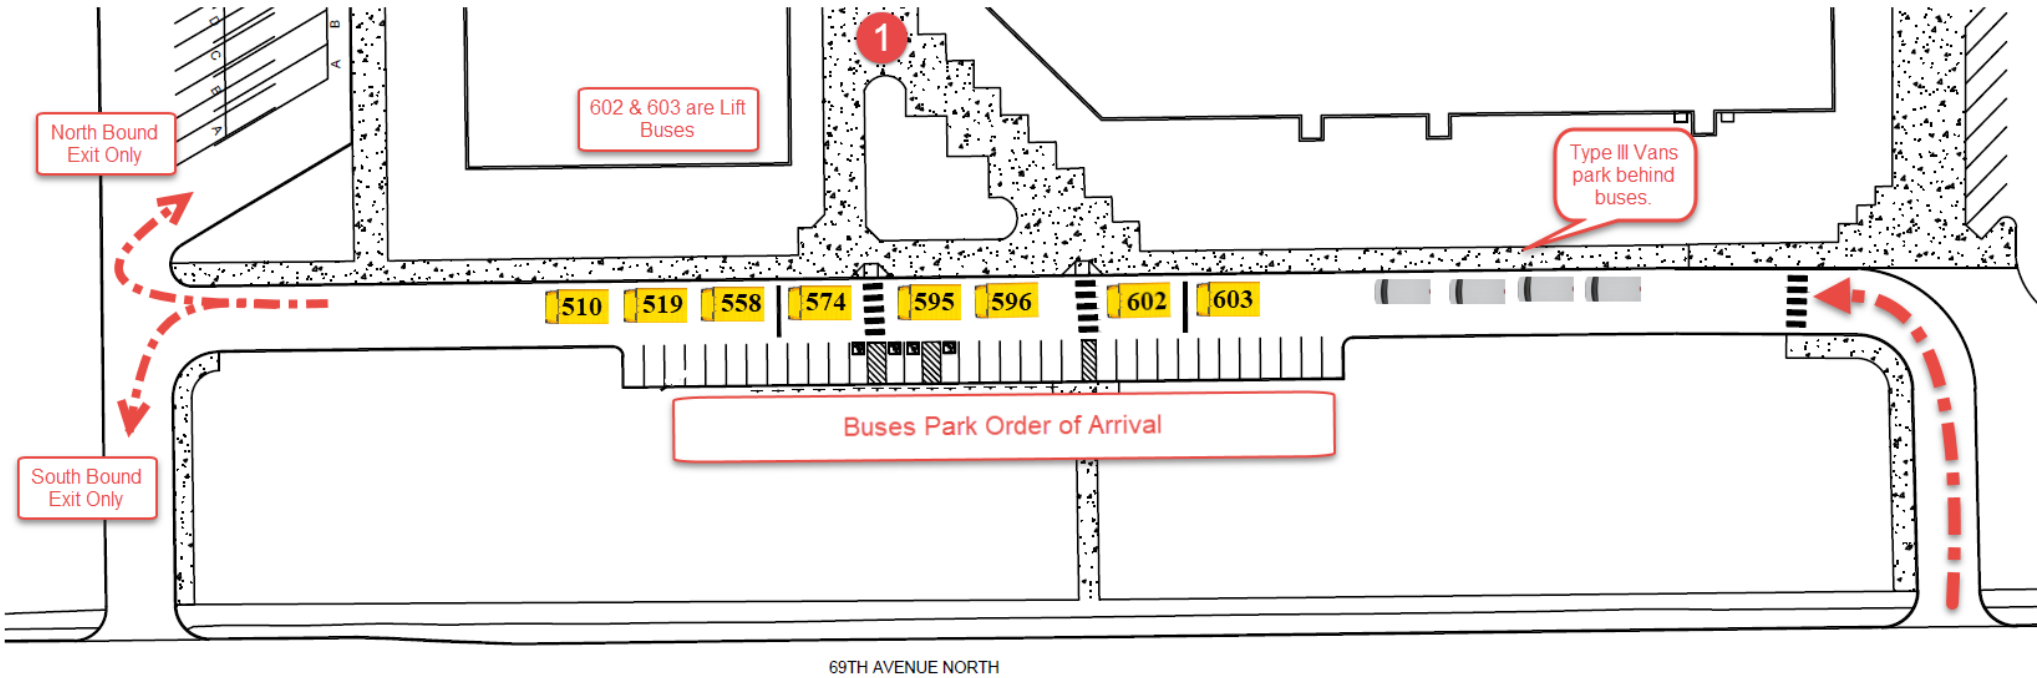 1
D
C
B
A
B
A
602 & 603 are Lift
Buses
North Bound
Exit Only
Type III Vans
park behind
buses.
510
519
558
574
595
596
602
603
Buses Park Order of Arrival
South Bound
Exit Only
69TH AVENUE NORTH